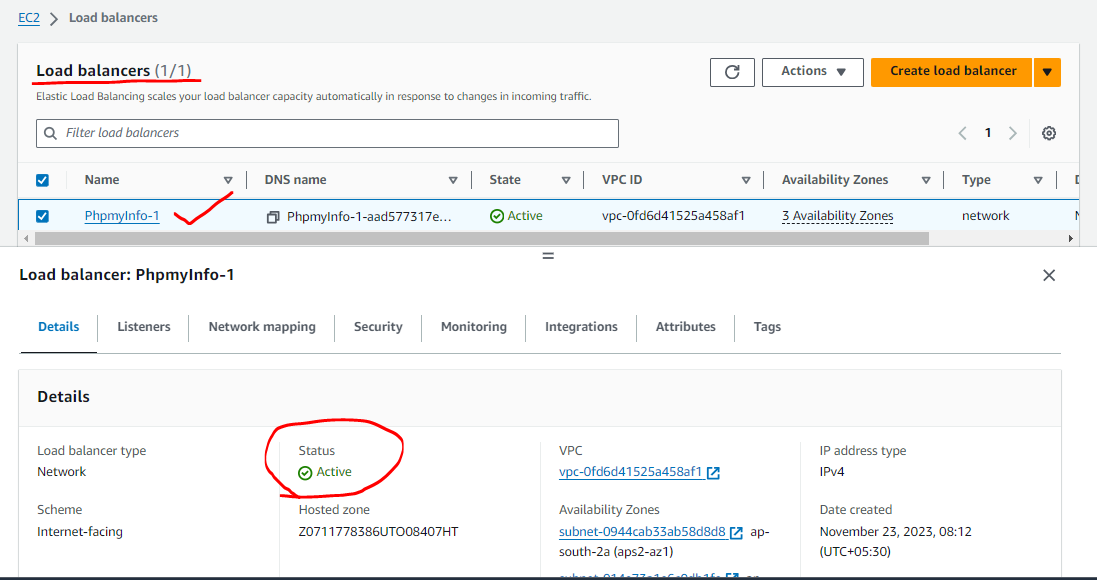 EC2 > Load balancers
Load balancers (1/1)
Actions
Create load balancer
Elastic Load Balancing scales your load balancer capacity automatically in response to changes in incoming traffic.
Filter load balancers
1
Name DNS name State VPC ID Availability Zones Type
PhpmyInfo-1 PhpmyInfo-1-aad577317e... Active vpc-0fd6d41525a458af1 3 Availability Zones network
Load balancer: PhpmyInfo-1
Details Listeners Network mapping Security Monitoring Integrations Attributes Tags
Details
Load balancer type
Network
Status
Active
VPC
vpc-0fd6d41525a458af1
IP address type
IPv4
Scheme
Internet-facing
Hosted zone
Z0711778386UTO08407HT
Availability Zones
subnet-0944cab33ab58d8d8 ap-
south-2a (aps2-az1)
Date created
November 23, 2023, 08:12
(UTC+05:30)